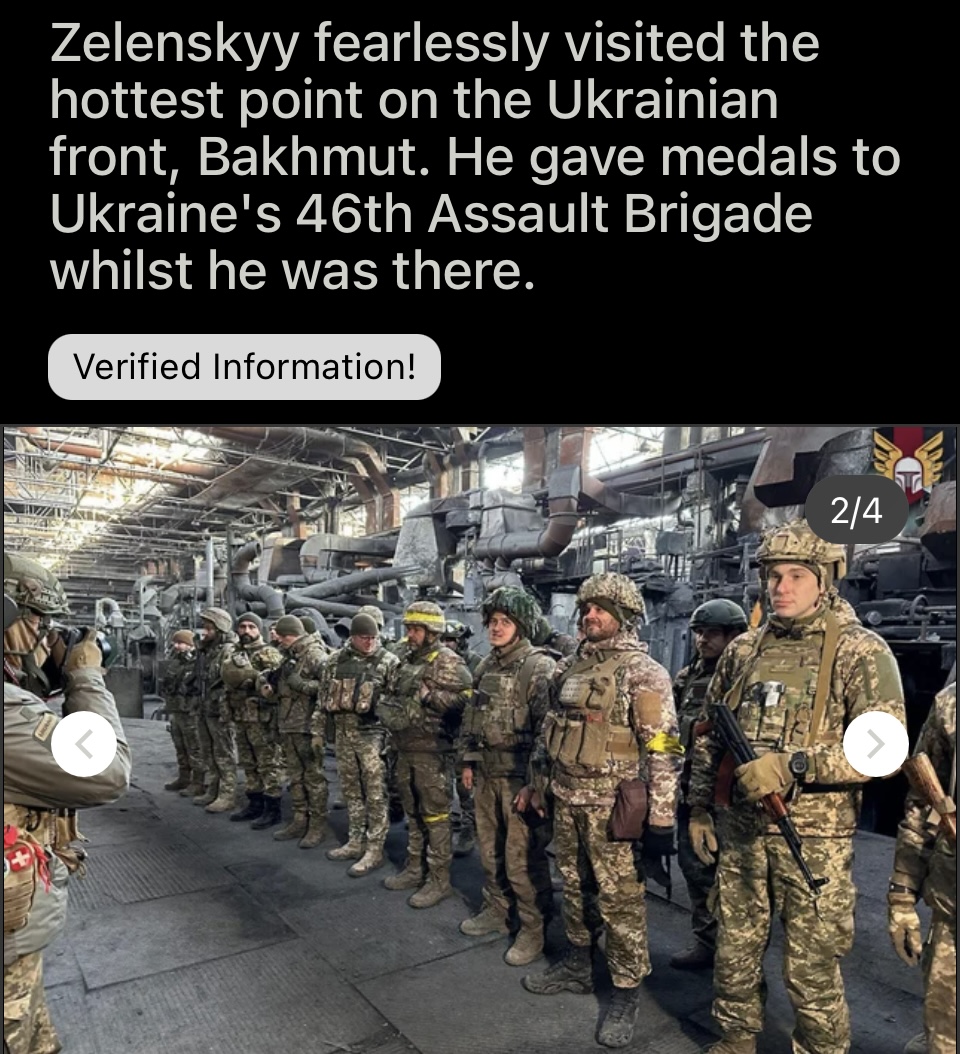 Zelenskyy fearlessly visited the
hottest point on the Ukrainian
front, Bakhmut. He gave medals to
Ukraine's 46th Assault Brigade
whilst he was there.
Verified Information!
2/4